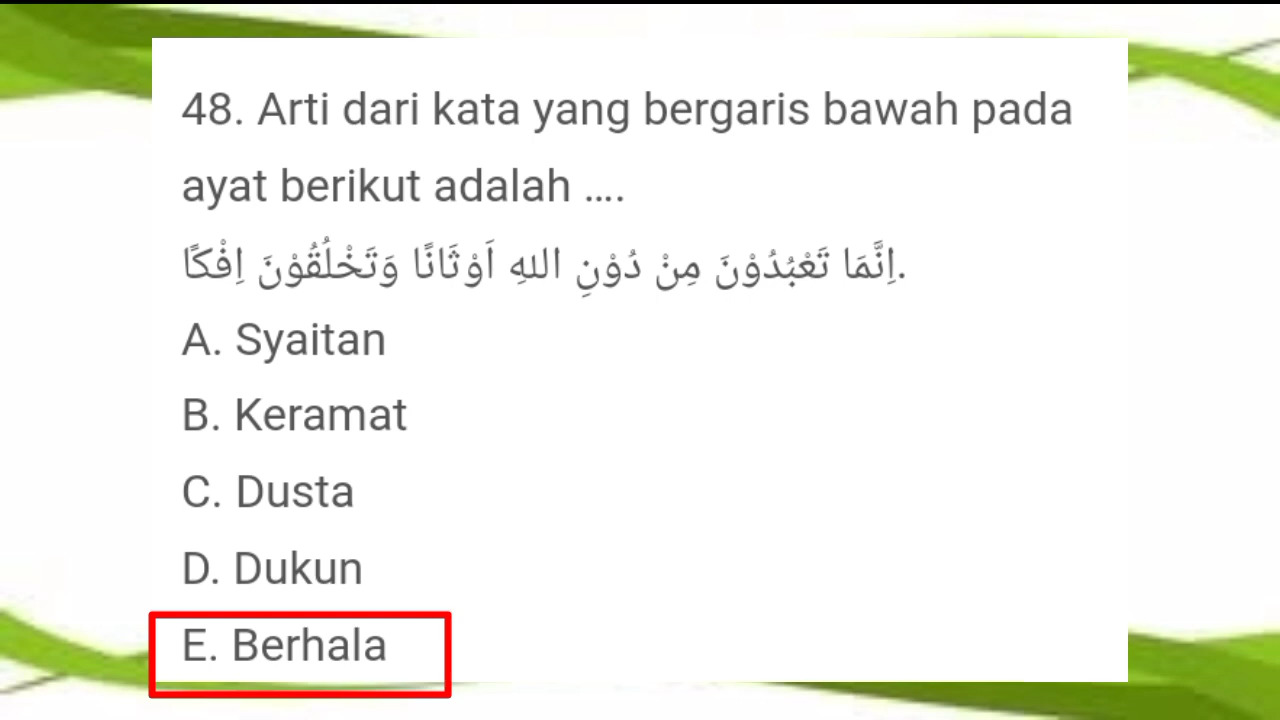 48. Arti dari kata yang bergaris bawah pada
ayat berikut adalah ....
اِنَّمَا تَعْبُدُوْنَ مِنْ دُوْنِ اللهِ اَوْثَانًا وَتَخْلُقُوْنَ اِفْكًا.
A. Syaitan
B. Keramat
C. Dusta
D. Dukun
E. Berhala